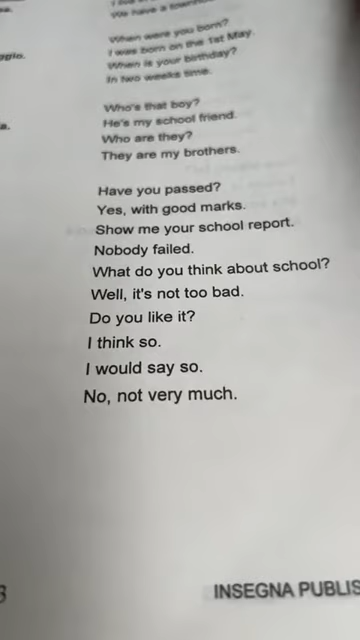 We have a
When were you born?
I was born on the 1st May.
When is your birthday?
In two weeks time.
Who's that boy?
He's my school friend.
Who are they?
They are my brothers.
Have you passed?
Yes, with good marks.
Show me your school report.
Nobody failed.
What do you think about school?
Well, it's not too bad.
Do you like it?
I think so.
I would say so.
No, not very much.
INSEGNA PUBLIS